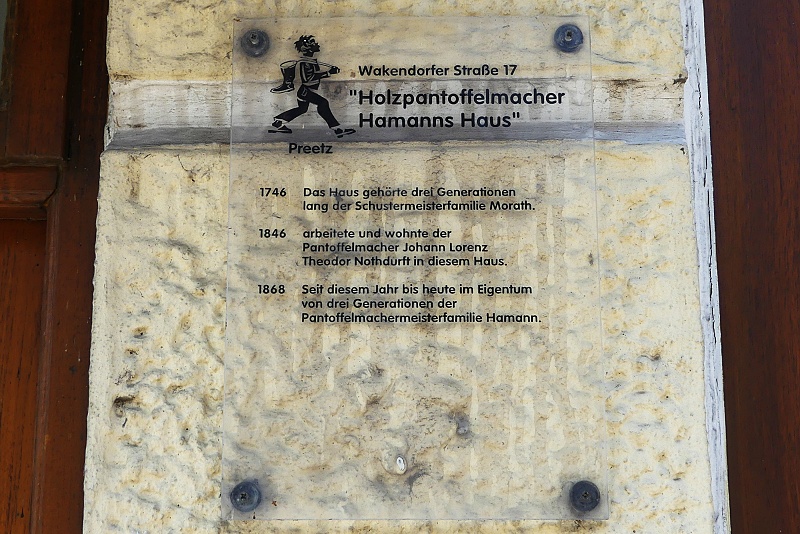 Wakendorfer Straße 17
"Holzpantoffelmacher
Hamanns Haus"
Preetz
1746 Das Haus gehörte drei Generationen
lang der Schustermeisterfamilie Morath.
1846 arbeitete und wohnte der
Pantoffelmacher Johann Lorenz
Theodor Nothdurft in diesem Haus.
1868 Seit diesem Jahr bis heute im Eigentum
von drei Generationen der
Pantoffelmachermeisterfamilie Hamann.